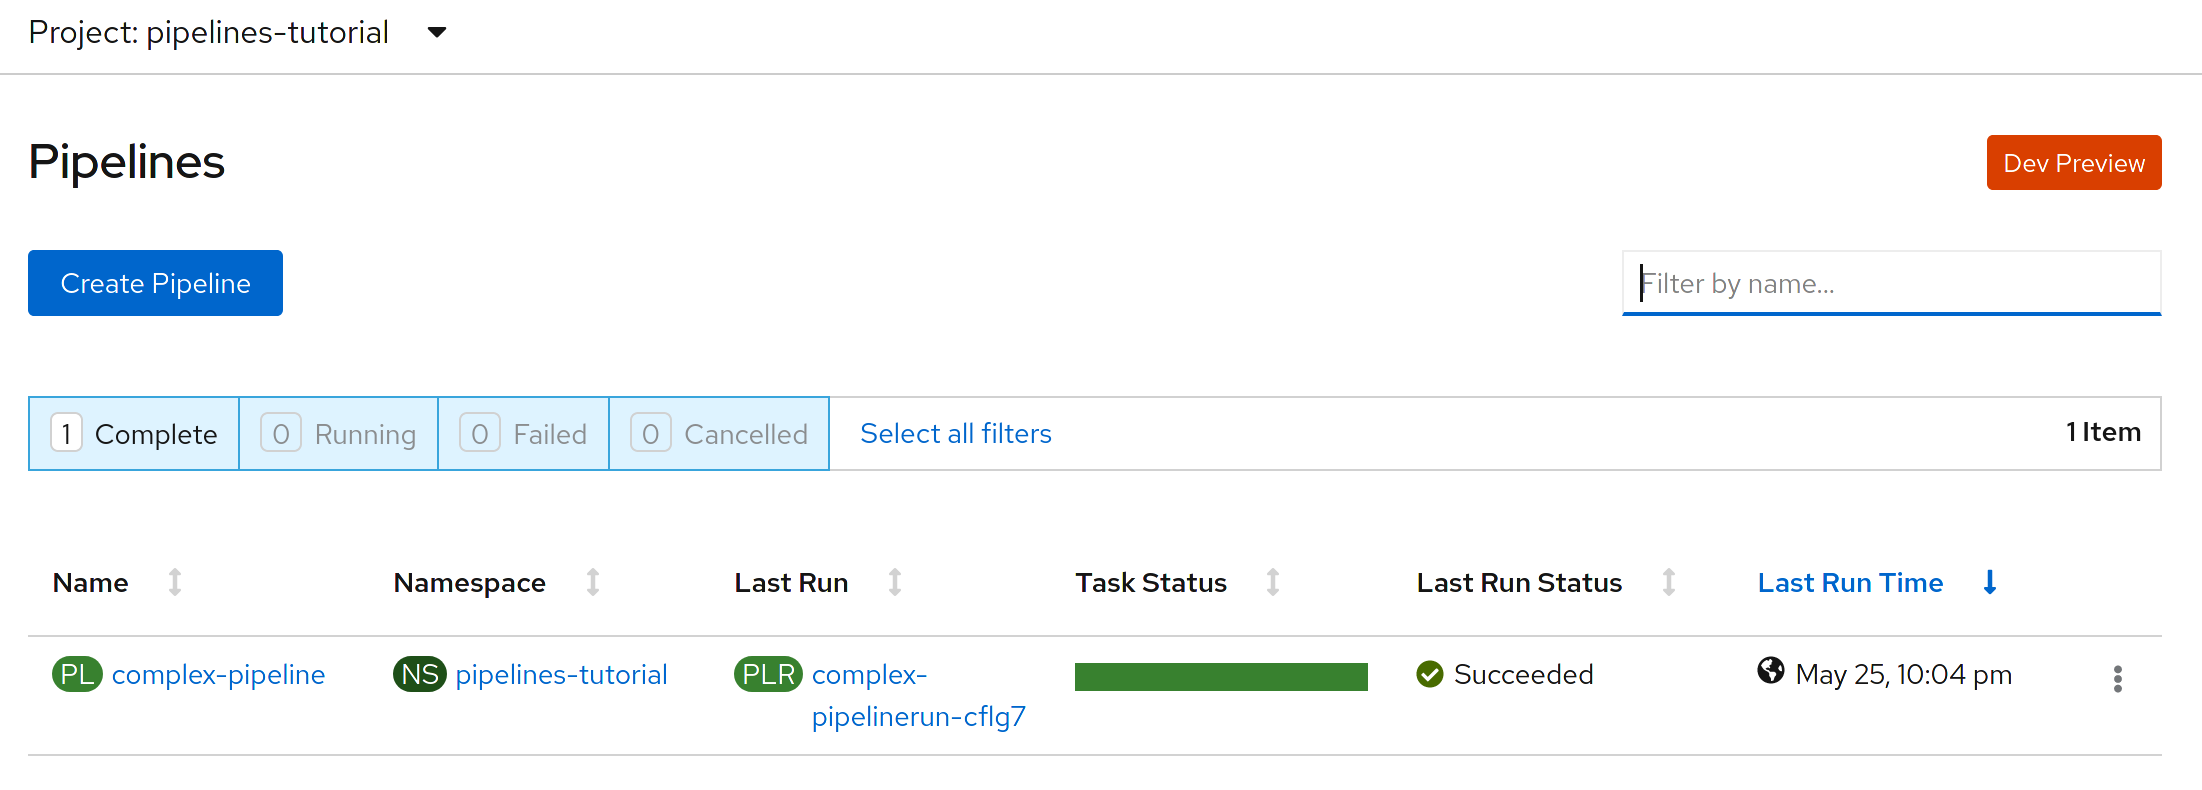 Project: pipelines-tutorial
Pipelines
Dev Preview
Create Pipeline
Filter by name...
1 Complete 0 Running 0 Failed 0 Cancelled Select all filters 1 Item
Name Namespace Last Run Task Status Last Run Status Last Run Time
PL complex-pipeline NS pipelines-tutorial PLR complex- Succeeded May 25, 10:04 pm
pipelinerun-cflg7